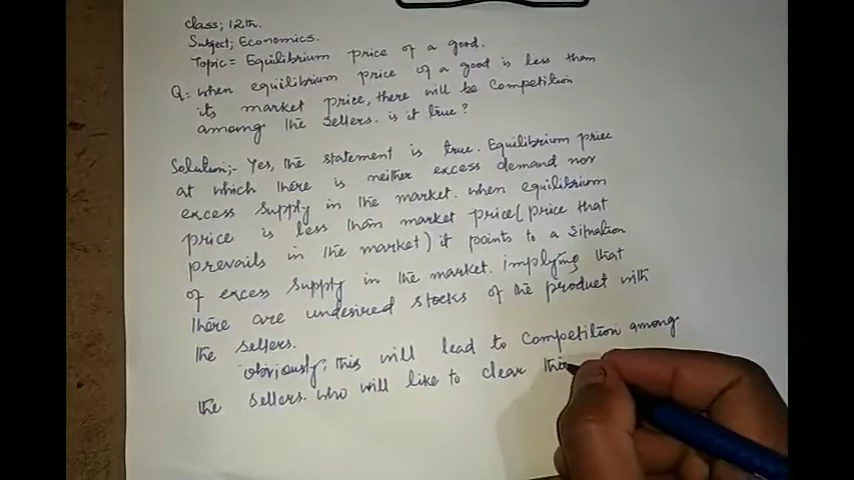 Class; 12th.
Subject; Economics.
Topic = Equilibrium price of a good.
Q: when equilibrium price of a good is less them
its market price, there will be Competition
among the sellers. is it true?
Solution;- Yes, the statement is true. Equilibrium price
at which there is neither excess demand nor
excess supply in the market. when equilibrium
price is less than market price (price that
prevails in the market) it points to a situation
of excess supply in the market. implying that
there are undesired stocks of the product with
the sellers.
obviously; this will lead to competition among
the sellers. who will like to clear